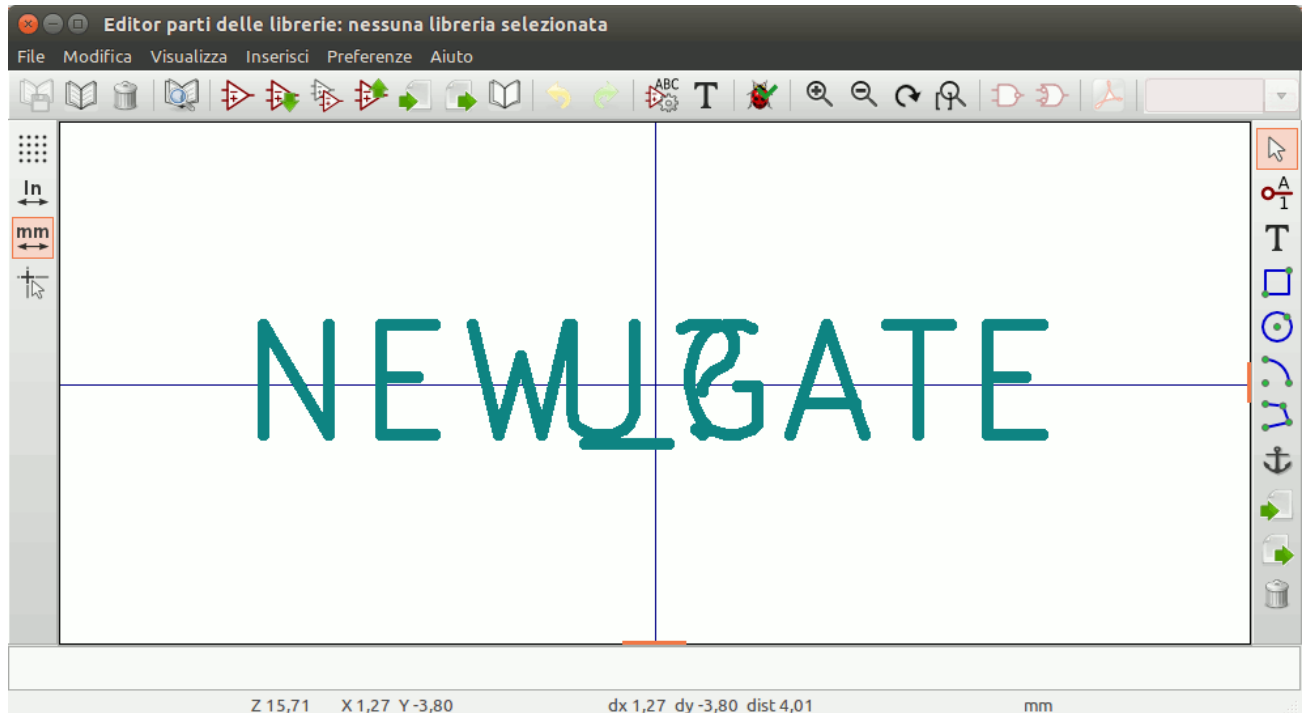 Editor parti delle librerie: nessuna libreria selezionata
File Modifica Visualizza Inserisci Preferenze Aiuto
ABC T
In
mm
A
1
T
NEW_GATE
U?
Z 15,71 X 1,27 Y -3,80 dx 1,27 dy -3,80 dist 4,01 mm